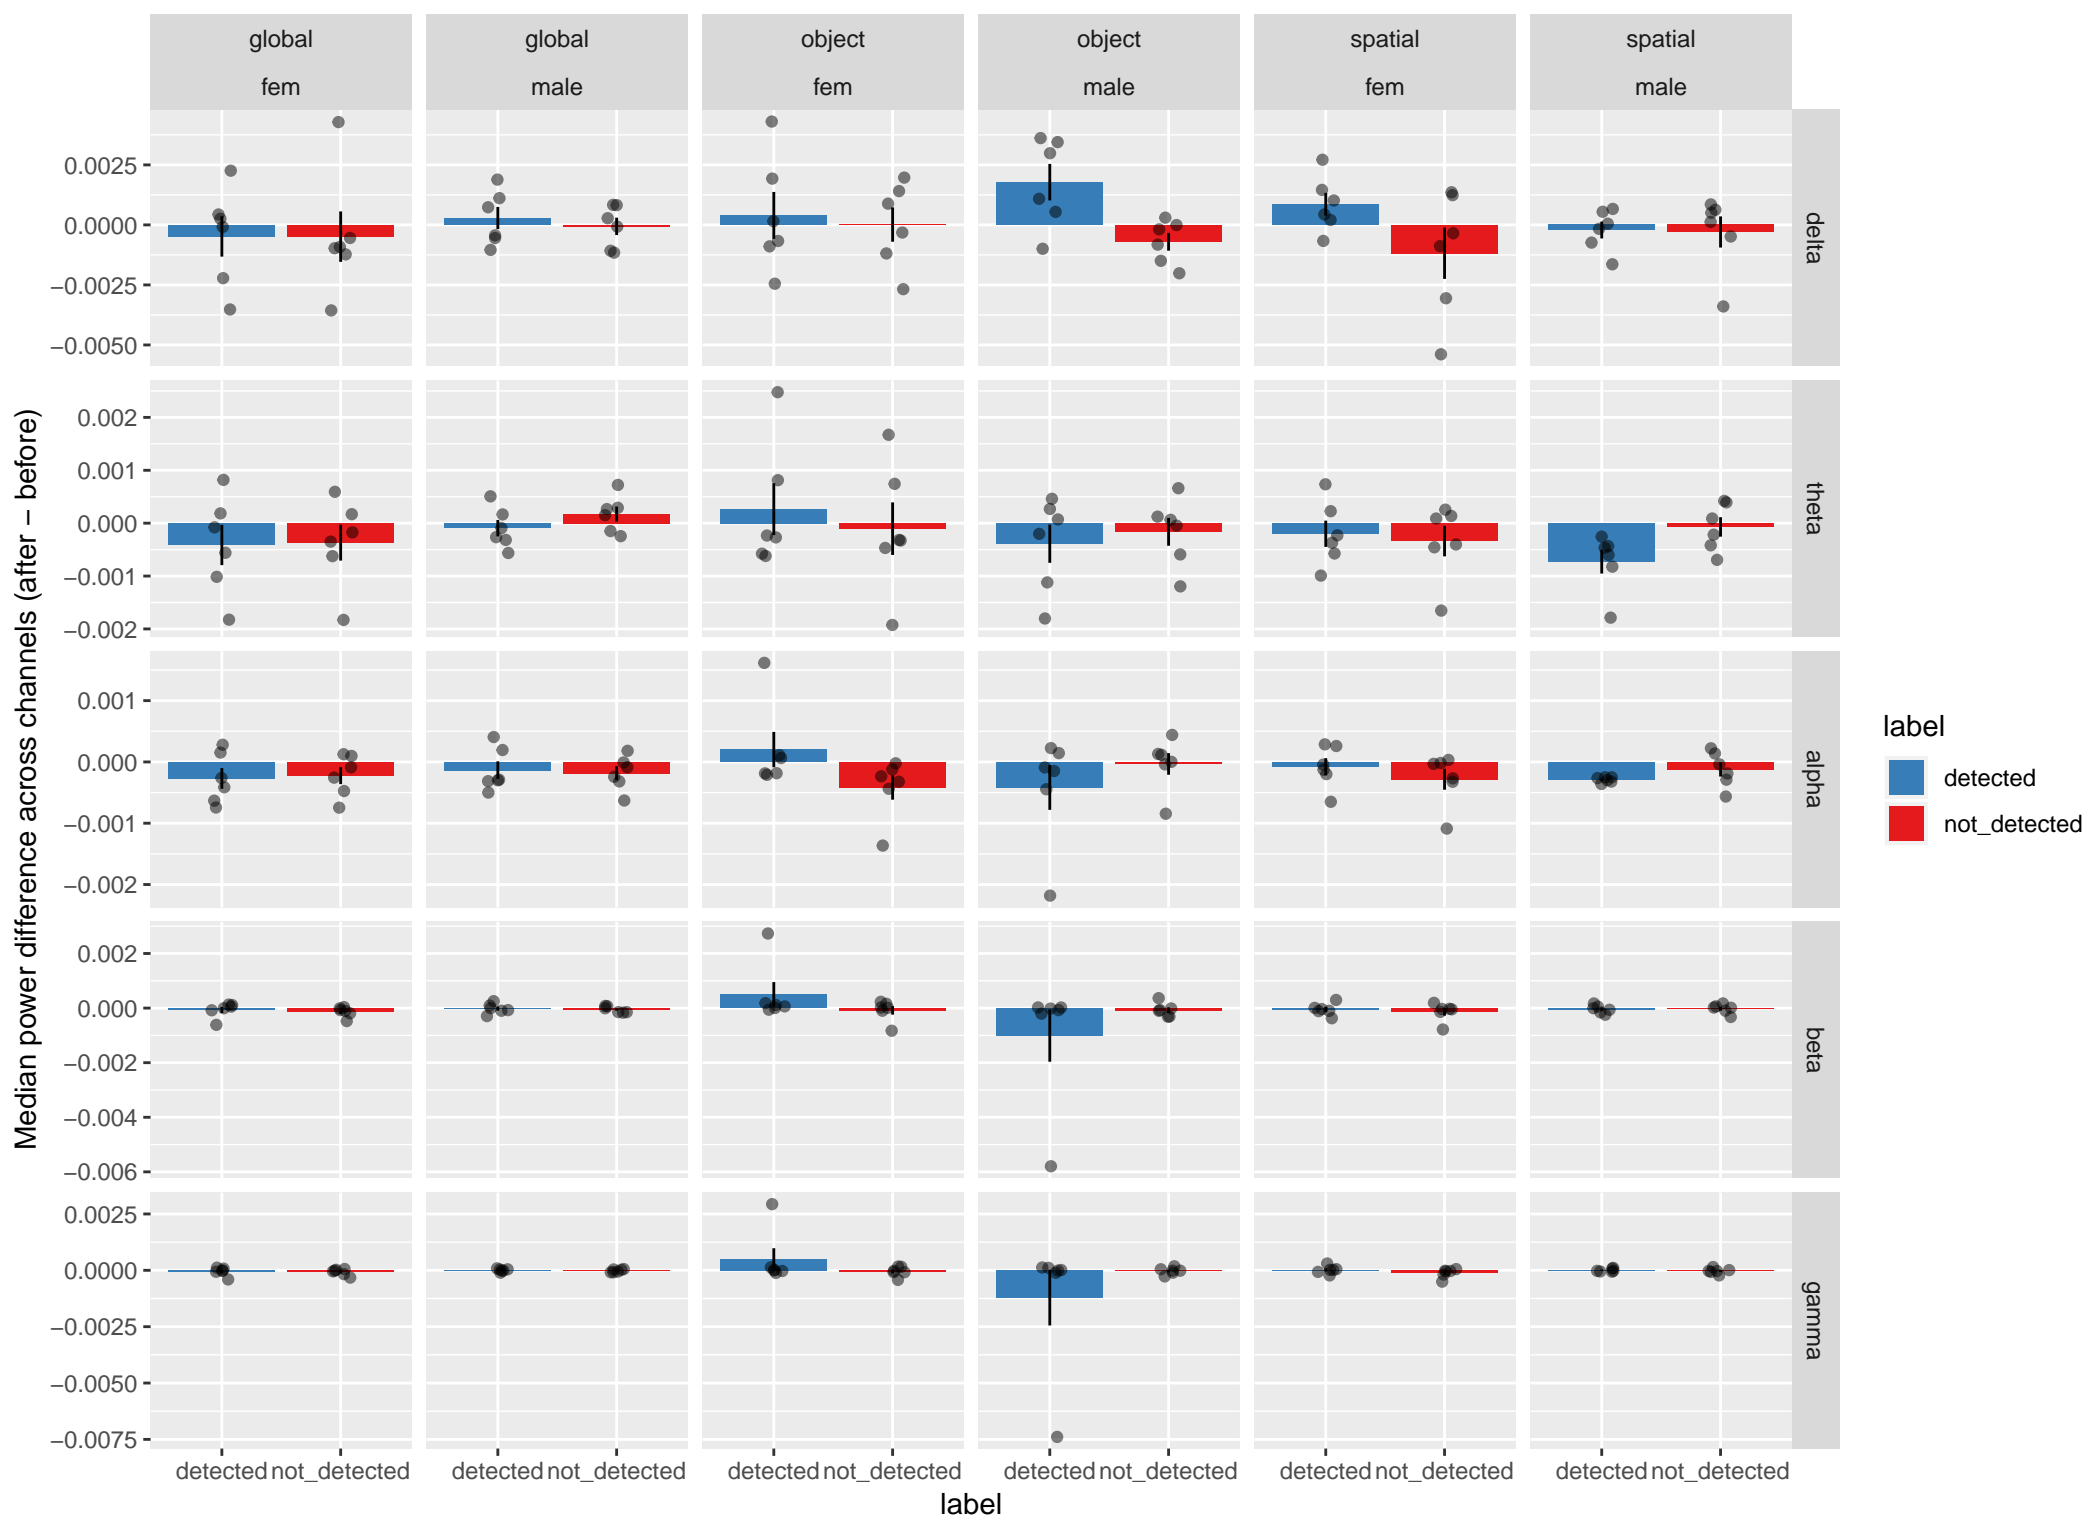 global global object object spatial spatial
fem male fem male fem male
0.0025
0.0000
−0.0025
−0.0050
delta
0.002
0.001
0.000
−0.001
−0.002
theta
0.001
0.000
−0.001
−0.002
alpha
0.002
0.000
−0.002
−0.004
−0.006
beta
0.0025
0.0000
−0.0025
−0.0050
−0.0075
gamma
detected not_detected detected not_detected detected not_detected detected not_detected detected not_detected detected not_detected
label
Median power difference across channels (after − before)
label
detected
not_detected